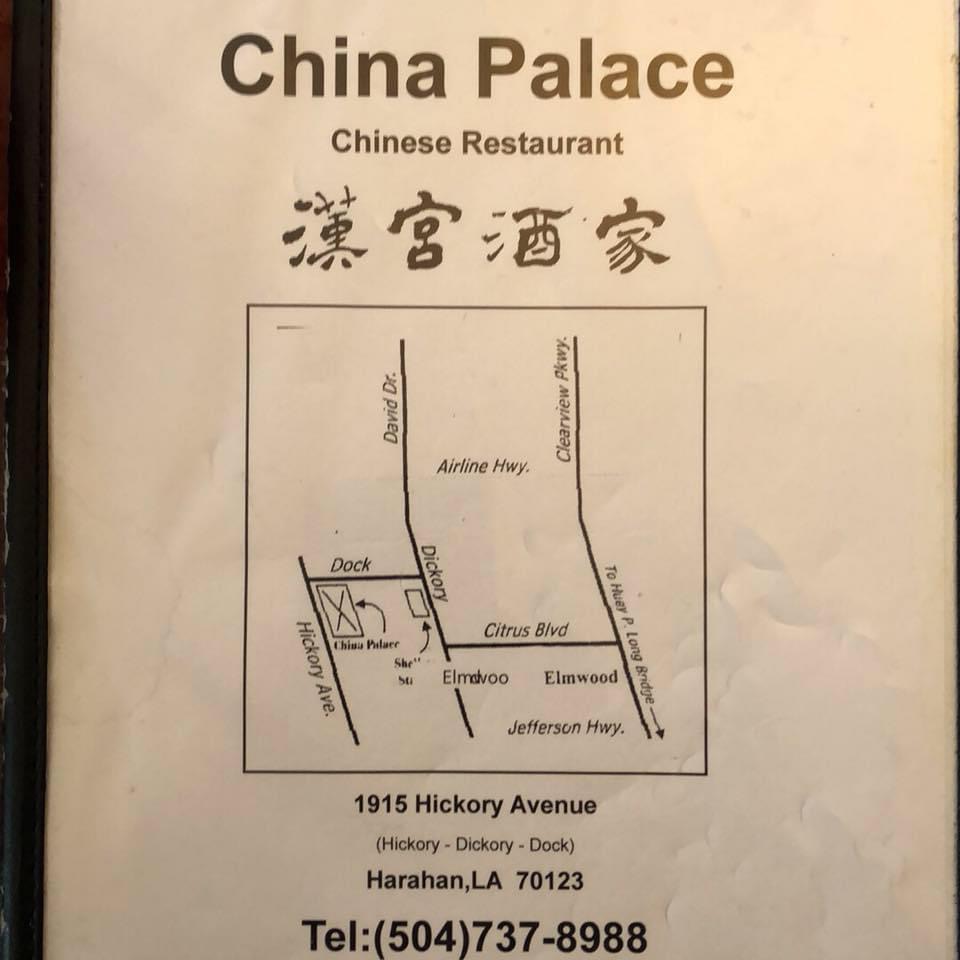 China Palace
Chinese Restaurant
漢宮酒家
David Dr.
Clearview Pkwy.
Airline Hwy.
Dock
Dickory
To Huey P. Long Bridge
Hickory Ave.
China Palace
Citrus Blvd
Elmwood
Jefferson Hwy.
1915 Hickory Avenue
(Hickory - Dickory - Dock)
Harahan,LA 70123
Tel:(504)737-8988